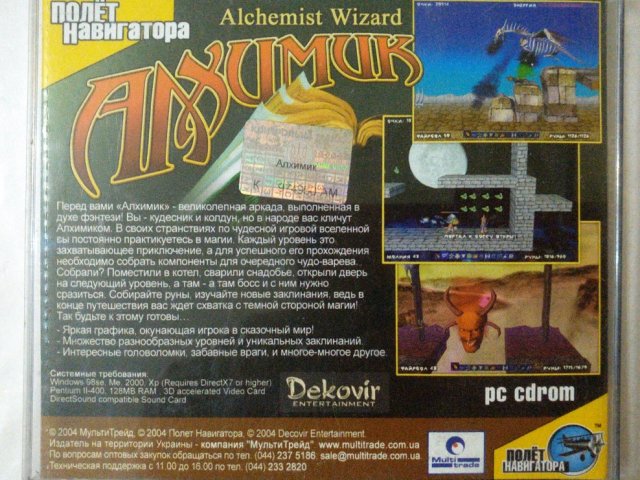 ПОЛЁТ
НАВИГАТОРА
Alchemist Wizard
АЛХИМИК
Алхимик
Перед вами «Алхимик» - великолепная аркада, выполненная в
духе фэнтези! Вы - кудесник и колдун, но в народе вас кличут
Алхимиком. В своих странствиях по чудесной игровой вселенной
вы постоянно практикуетесь в магии. Каждый уровень это
захватывающее приключение, а для успешного его прохождения
необходимо собрать компоненты для очередного чудо-варева.
Собрали? Поместили в котел, сварили снадобье, открыли дверь
на следующий уровень, а там - а там босс и с ним нужно
сразиться. Собирайте руны, изучайте новые заклинания, ведь в
конце путешествия вас ждет схватка с темной стороной магии!
Так будьте к этому готовы...
- Яркая графика, окунающая игрока в сказочный мир!
- Множество разнообразных уровней и уникальных заклинаний.
- Интересные головоломки, забавные враги, и многое-многое другое.
Системные требования:
Windows 98se, Me, 2000, Xp (Requires DirectX7 or higher)
Pentium II-400, 128MB RAM, 3D accelerated Video Card
DirectSound compatible Sound Card
Dekovir
ENTERTAINMENT
pc cdrom
© 2004 МультиТрейд, © 2004 Полет Навигатора, © 2004 Decovir Entertainment.
Издатель на территории Украины - компания "МультиТрейд". www.multitrade.com.ua
По вопросам оптовых закупок обращаться по тел. (044) 237 5186; sale@multitrade.com.ua
Техническая поддержка с 11.00 до 16.00 по тел. (044) 233 2820
Multi
trade
ПОЛЁТ
НАВИГАТОРА
TM